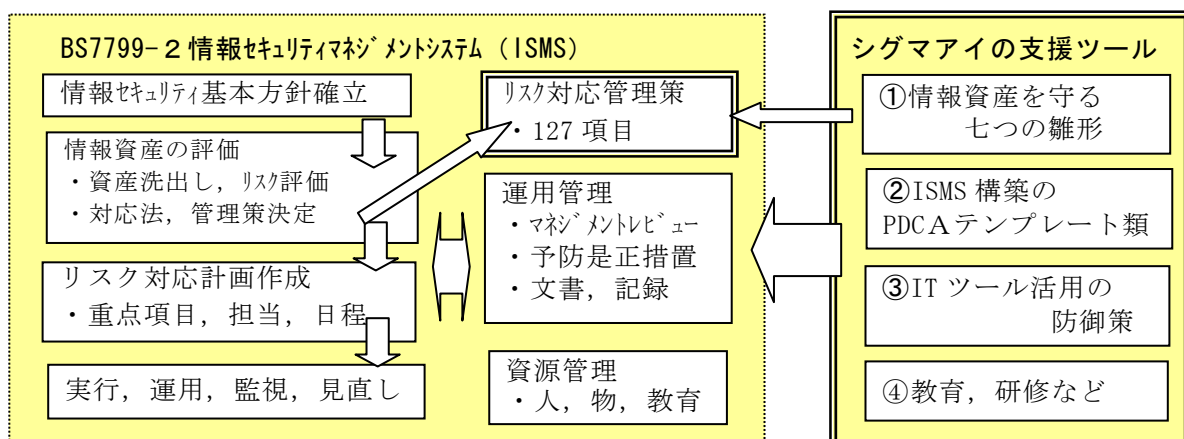 BS7799-２情報ｾｷｭﾘﾃｨﾏﾈｼﾞﾒﾝﾄｼｽﾃﾑ（ISMS）
情報ｾｷｭﾘﾃｨ基本方針確立
情報資産の評価
・資産洗出し，ﾘｽｸ評価
・対応法，管理策決定
リスク対応計画作成
・重点項目，担当，日程
実行，運用，監視，見直し
ﾘｽｸ対応管理策
・127 項目
運用管理
・ﾏﾈｼﾞﾒﾝﾄﾚﾋﾞｭｰ
・予防是正措置
・文書，記録
資源管理
・人，物，教育
シグマアイの支援ツール
①情報資産を守る
七つの雛形
②ISMS 構築の
PDCＡテンプレート類
③IT ツール活用の
防御策
④教育，研修など